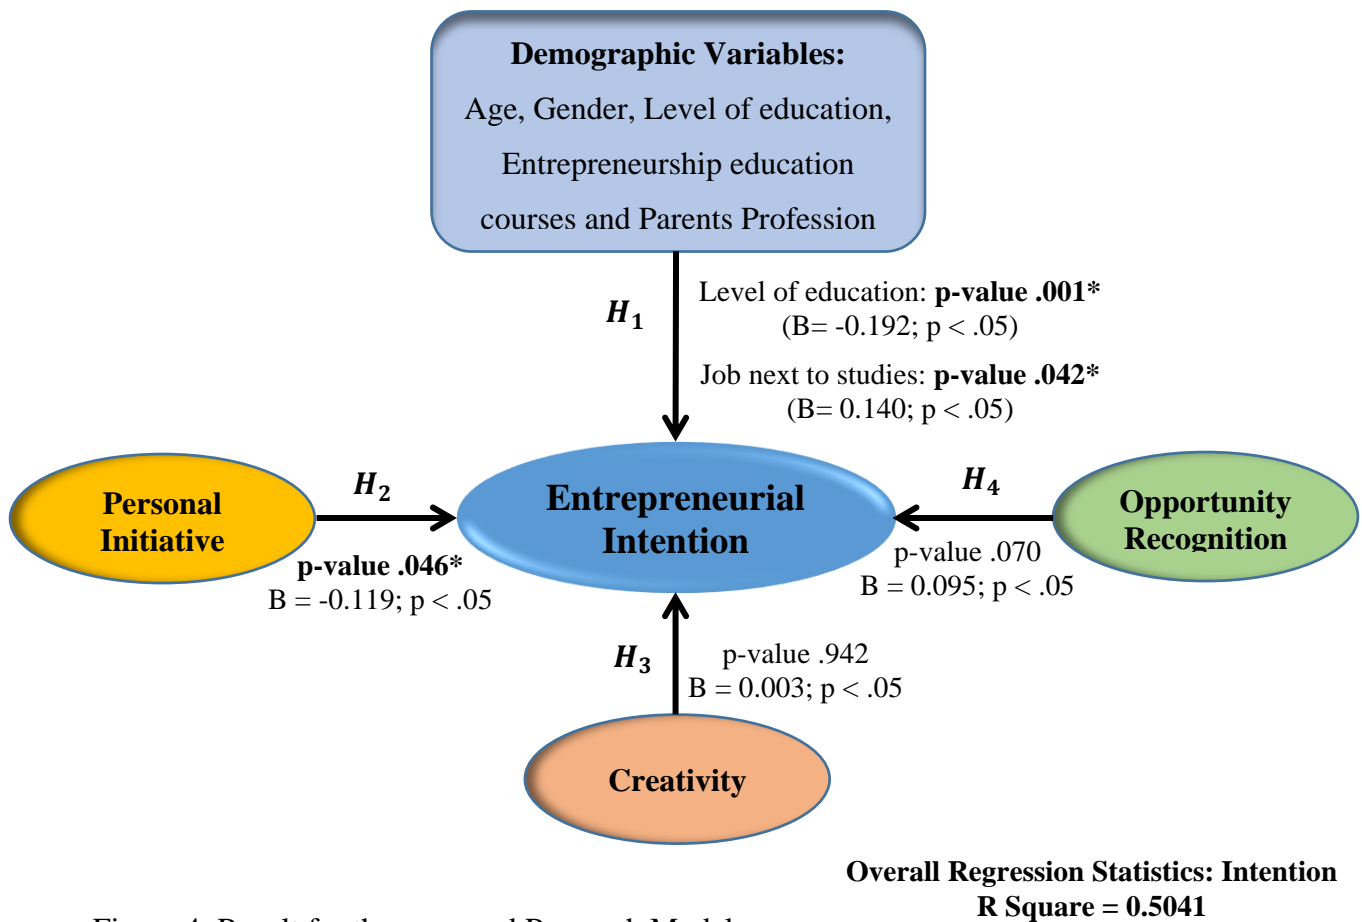 Demographic Variables:
Age, Gender, Level of education,
Entrepreneurship education
courses and Parents Profession
H₁
Level of education: p-value .001*
(B= -0.192; p < .05)
Job next to studies: p-value .042*
(B= 0.140; p < .05)
Personal
Initiative
H₂
p-value .046*
B = -0.119; p < .05
Entrepreneurial
Intention
H₄
p-value .070
B = 0.095; p < .05
Opportunity
Recognition
H₃
p-value .942
B = 0.003; p < .05
Creativity
Overall Regression Statistics: Intention
R Square = 0.5041